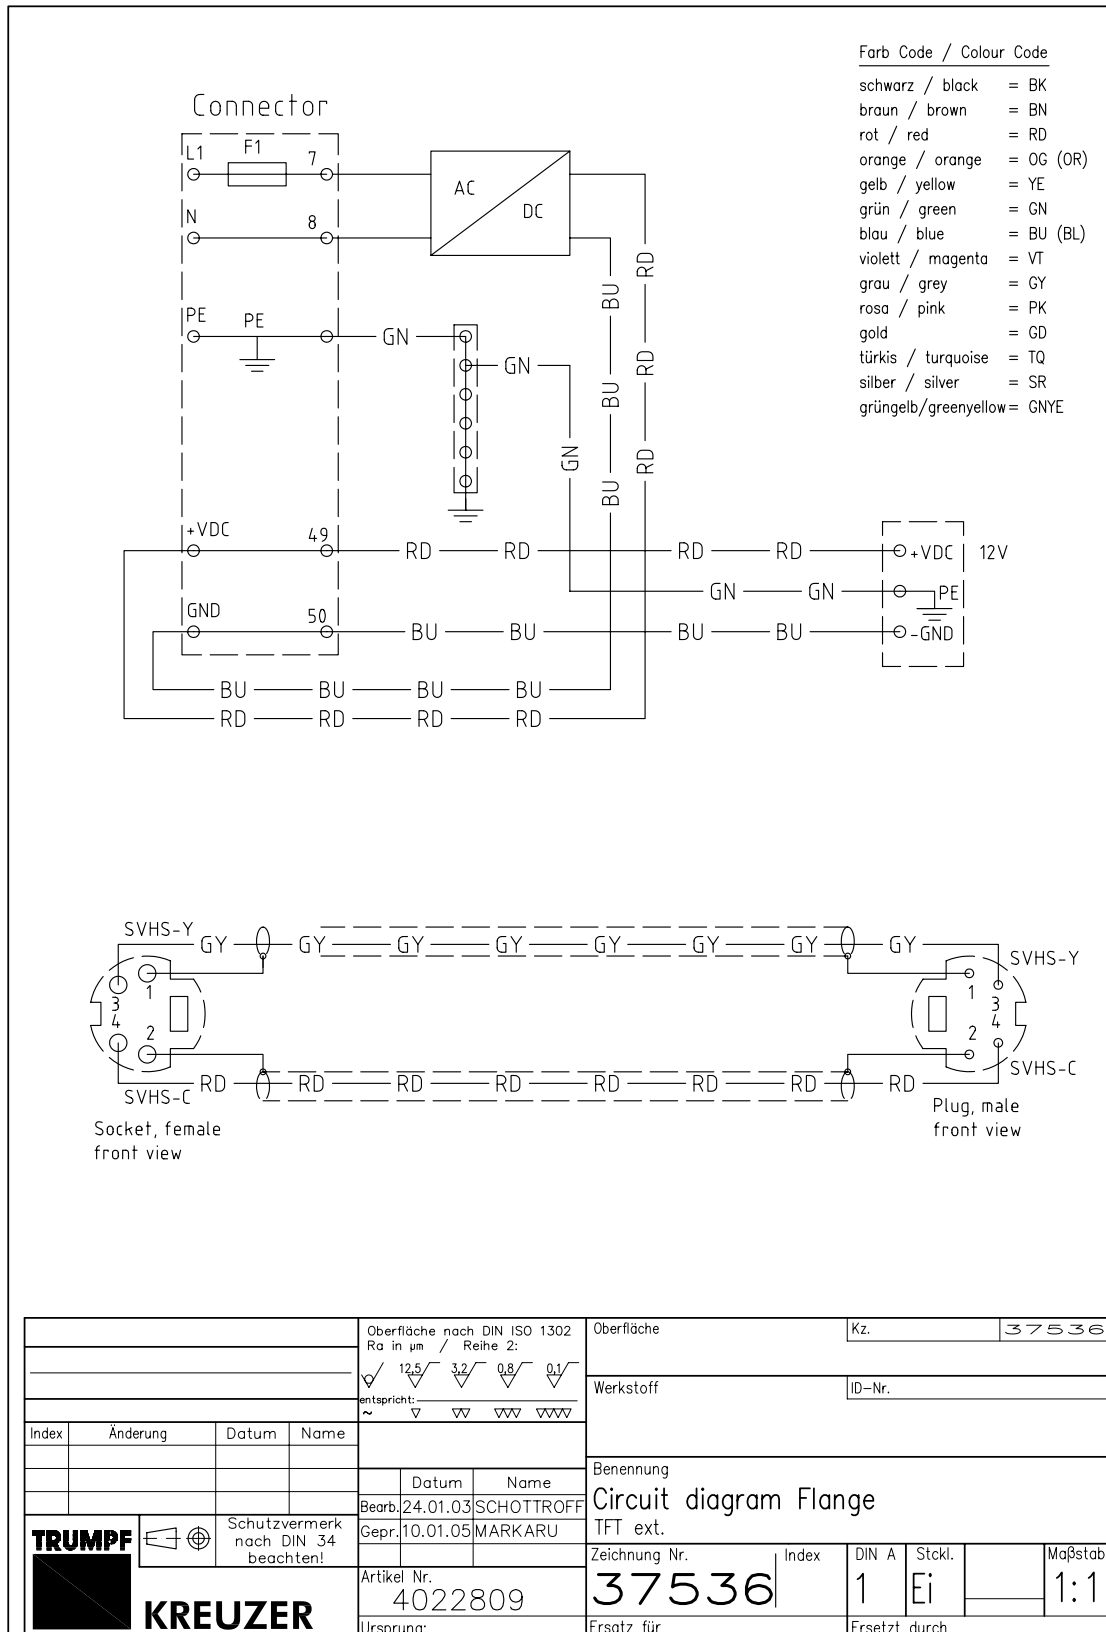 Farb Code / Colour Code
schwarz / black = BK
braun / brown = BN
rot / red = RD
orange / orange = OG (OR)
gelb / yellow = YE
grün / green = GN
blau / blue = BU (BL)
violett / magenta = VT
grau / grey = GY
rosa / pink = PK
gold = GD
türkis / turquoise = TQ
silber / silver = SR
grüngelb/greenyellow = GNYE
Connector
L1 F1 7
AC
DC
N 8
RD
BU
PE PE GN
GN
RD
BU
GN
RD
BU
+VDC 49 RD RD RD RD +VDC 12V
GN GN PE
GND 50 BU BU BU BU -GND
BU BU BU BU
RD RD RD RD
SVHS-Y GY GY GY GY GY GY GY GY SVHS-Y
1
3
4
2
1
3
4
2
SVHS-C RD RD RD RD RD RD RD RD SVHS-C
Socket, female
front view
Plug, male
front view
Oberfläche nach DIN ISO 1302
Ra in µm / Reihe 2:
12,5 3,2 0,8 0,1
entspricht:
~
Oberfläche
Kz. 37536
Werkstoff
ID-Nr.
Index Änderung Datum Name
Datum Name
Bearb. 24.01.03 SCHOTTROFF
Gepr. 10.01.05 MARKARU
Benennung
Circuit diagram Flange
TFT ext.
TRUMPF
KREUZER
Schutzvermerk
nach DIN 34
beachten!
Artikel Nr.
4022809
Ursprung:
Zeichnung Nr.
37536
Index
DIN A
1
Stckl.
Ei
Maßstab
1:1
Ersatz für
Ersetzt durch